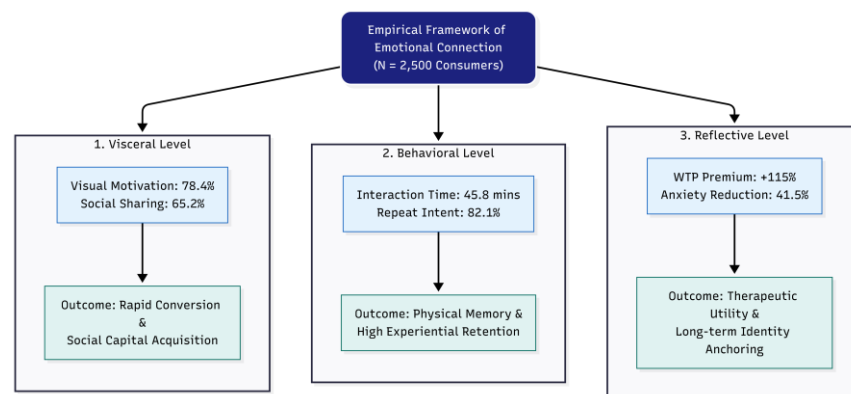 Empirical Framework of
Emotional Connection
(N = 2,500 Consumers)
1. Visceral Level
Visual Motivation: 78.4%
Social Sharing: 65.2%
Outcome: Rapid Conversion
&
Social Capital Acquisition
2. Behavioral Level
Interaction Time: 45.8 mins
Repeat Intent: 82.1%
Outcome: Physical Memory &
High Experiential Retention
3. Reflective Level
WTP Premium: +115%
Anxiety Reduction: 41.5%
Outcome: Therapeutic
Utility &
Long-term Identity
Anchoring